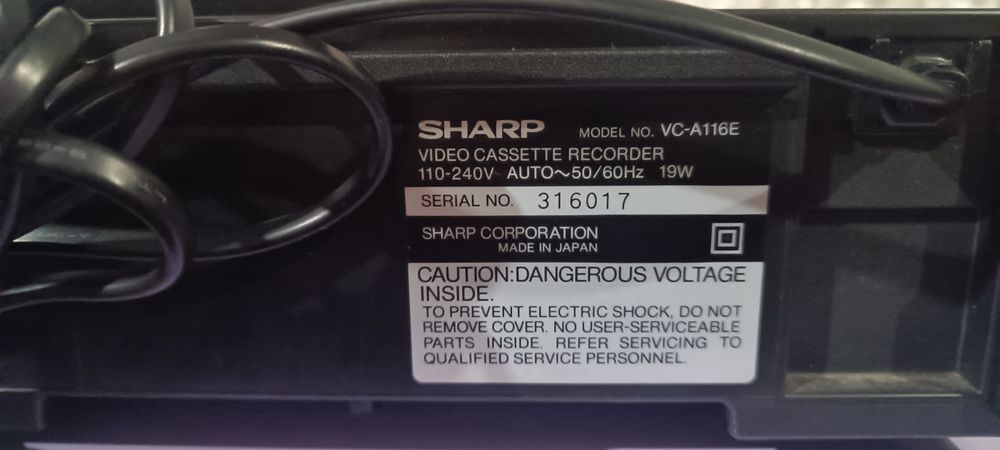 SHARP MODEL NO. VC-A116E
VIDEO CASSETTE RECORDER
110-240V AUTO～50/60Hz 19W
SERIAL NO. 316017
SHARP CORPORATION
MADE IN JAPAN
CAUTION:DANGEROUS VOLTAGE
INSIDE.
TO PREVENT ELECTRIC SHOCK, DO NOT
REMOVE COVER. NO USER-SERVICEABLE
PARTS INSIDE. REFER SERVICING TO
QUALIFIED SERVICE PERSONNEL.